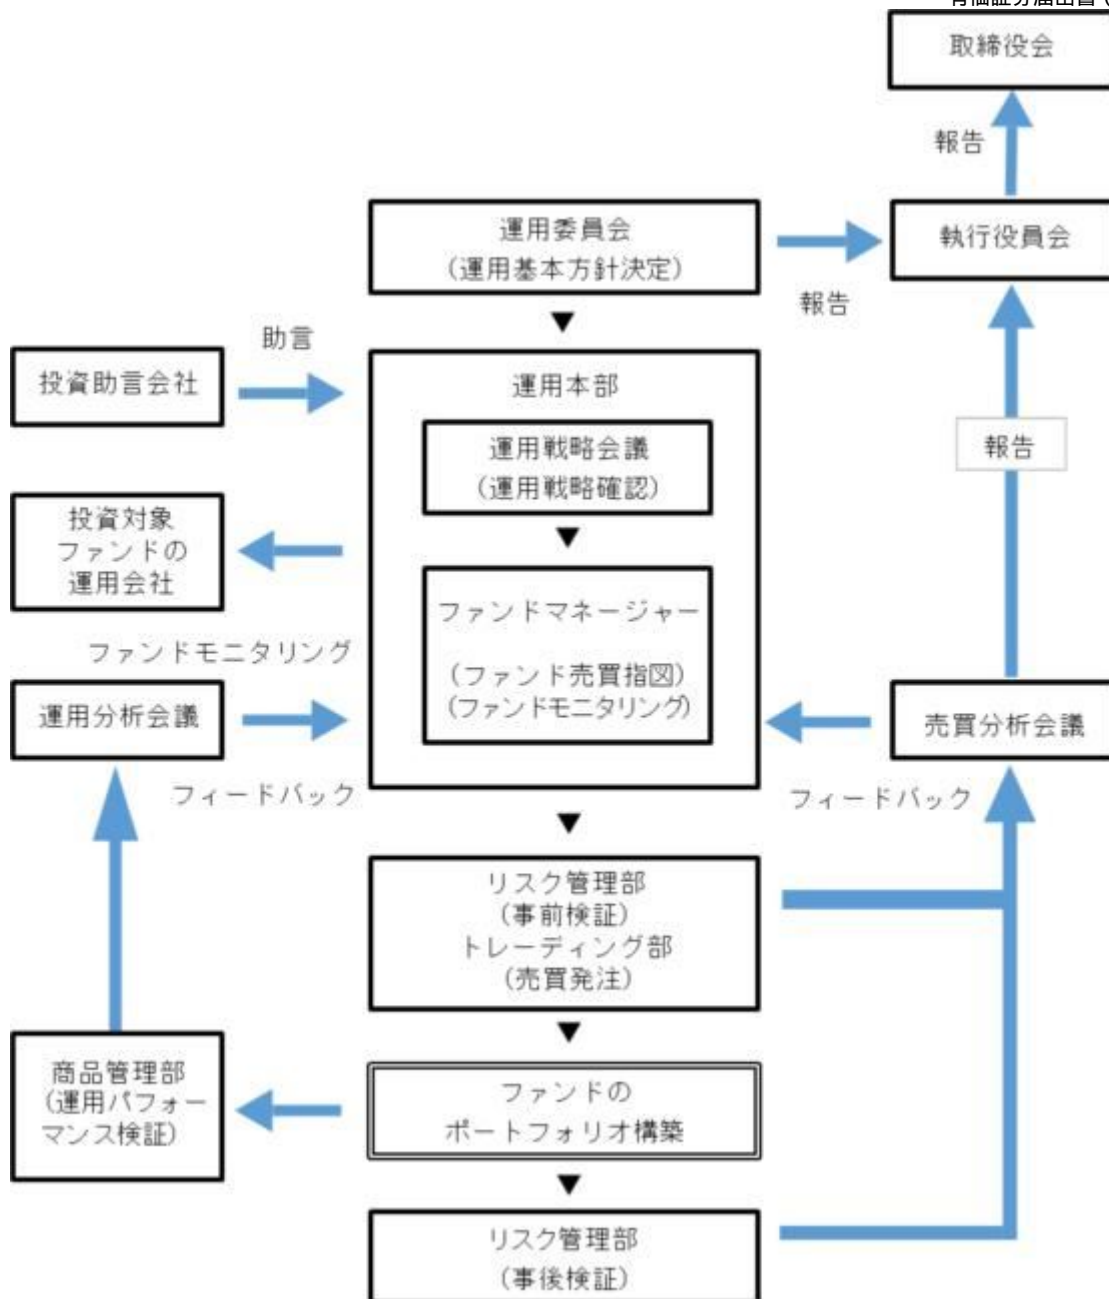 取締役会
報告
運用委員会
(運用基本方針決定)
執行役員会
報告
助言
投資助言会社
運用本部
運用戦略会議
(運用戦略確認)
報告
投資対象
ファンドの
運用会社
ファンドマネージャー
(ファンド売買指図)
(ファンドモニタリング)
ファンドモニタリング
運用分析会議
売買分析会議
フィードバック
フィードバック
リスク管理部
(事前検証)
トレーディング部
(売買発注)
商品管理部
(運用パフォー
マンス検証)
ファンドの
ポートフォリオ構築
リスク管理部
(事後検証)